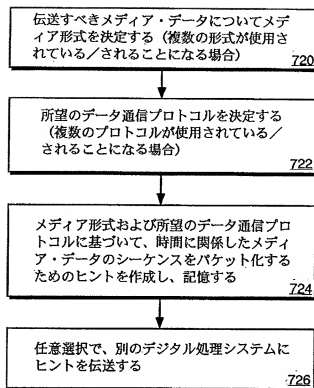 伝送すべきメディア・データについてメデ
ィア形式を決定する（複数の形式が使用さ
れている／されることになる場合）
720
所望のデータ通信プロトコルを決定する
（複数のプロトコルが使用されている／
されることになる場合）
722
メディア形式および所望のデータ通信プロ
トコルに基づいて、時間に関係したメディ
ア・データのシーケンスをパケット化する
ためのヒントを作成し、記憶する
724
任意選択で、別のデジタル処理システムに
ヒントを伝送する
726